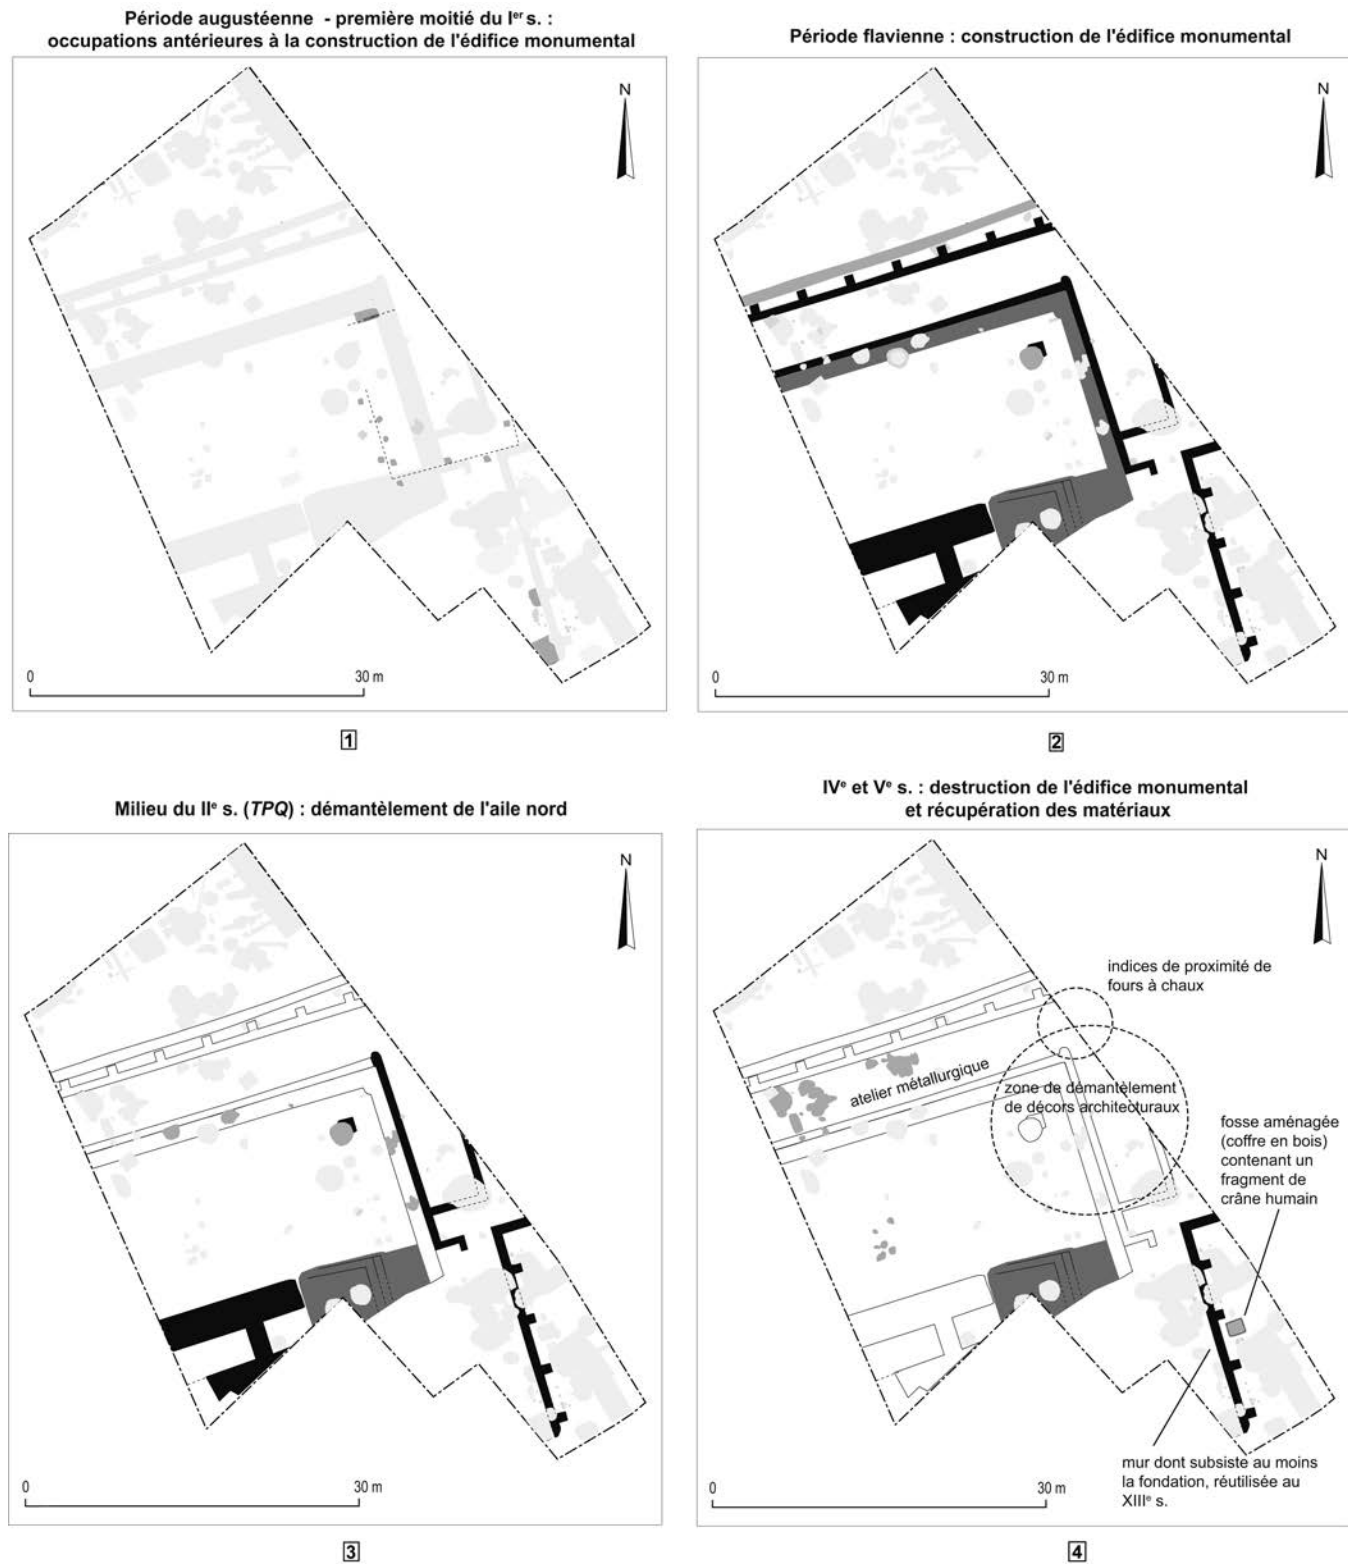 Période augustéenne - première moitié du Iᵉʳ s. :
occupations antérieures à la construction de l'édifice monumental
N
0
30 m
1
Période flavienne : construction de l'édifice monumental
N
0
30 m
2
Milieu du IIᵉ s. (TPQ) : démantèlement de l'aile nord
N
0
30 m
3
IVᵉ et Vᵉ s. : destruction de l'édifice monumental
et récupération des matériaux
N
indices de proximité de
fours à chaux
atelier métallurgique
zone de démantèlement
de décors architecturaux
fosse aménagée
(coffre en bois)
contenant un
fragment de
crâne humain
mur dont subsiste au moins
la fondation, réutilisée au
XIIIᵉ s.
0
30 m
4